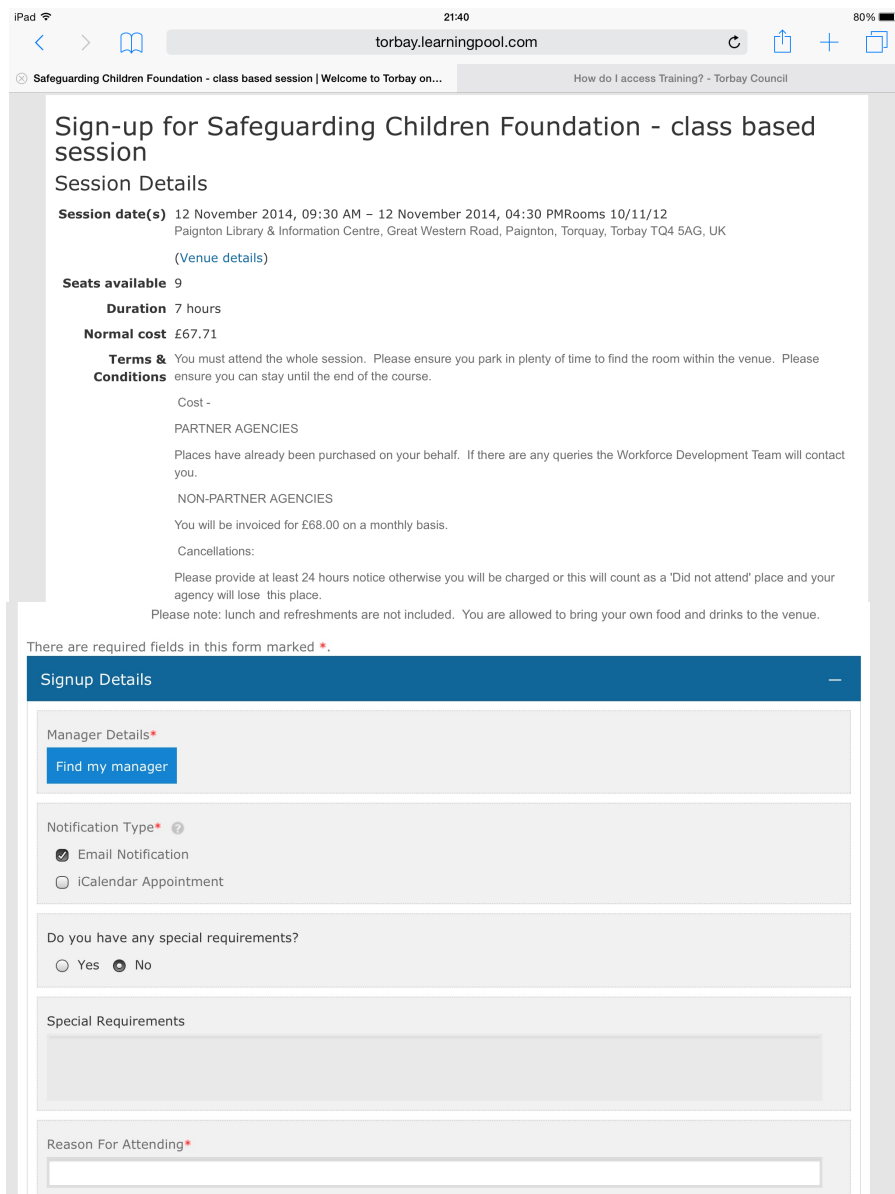 iPad 21:40 80%
torbay.learningpool.com
Safeguarding Children Foundation - class based session | Welcome to Torbay on... How do I access Training? - Torbay Council
Sign-up for Safeguarding Children Foundation - class based
session
Session Details
Session date(s) 12 November 2014, 09:30 AM – 12 November 2014, 04:30 PMRooms 10/11/12
Paignton Library & Information Centre, Great Western Road, Paignton, Torquay, Torbay TQ4 5AG, UK
(Venue details)
Seats available 9
Duration 7 hours
Normal cost £67.71
Terms & You must attend the whole session. Please ensure you park in plenty of time to find the room within the venue. Please
Conditions ensure you can stay until the end of the course.
Cost -
PARTNER AGENCIES
Places have already been purchased on your behalf. If there are any queries the Workforce Development Team will contact
you.
NON-PARTNER AGENCIES
You will be invoiced for £68.00 on a monthly basis.
Cancellations:
Please provide at least 24 hours notice otherwise you will be charged or this will count as a 'Did not attend' place and your
agency will lose this place.
Please note: lunch and refreshments are not included. You are allowed to bring your own food and drinks to the venue.
There are required fields in this form marked *.
Signup Details
Manager Details*
Find my manager
Notification Type* ?
Email Notification
iCalendar Appointment
Do you have any special requirements?
Yes No
Special Requirements
Reason For Attending*